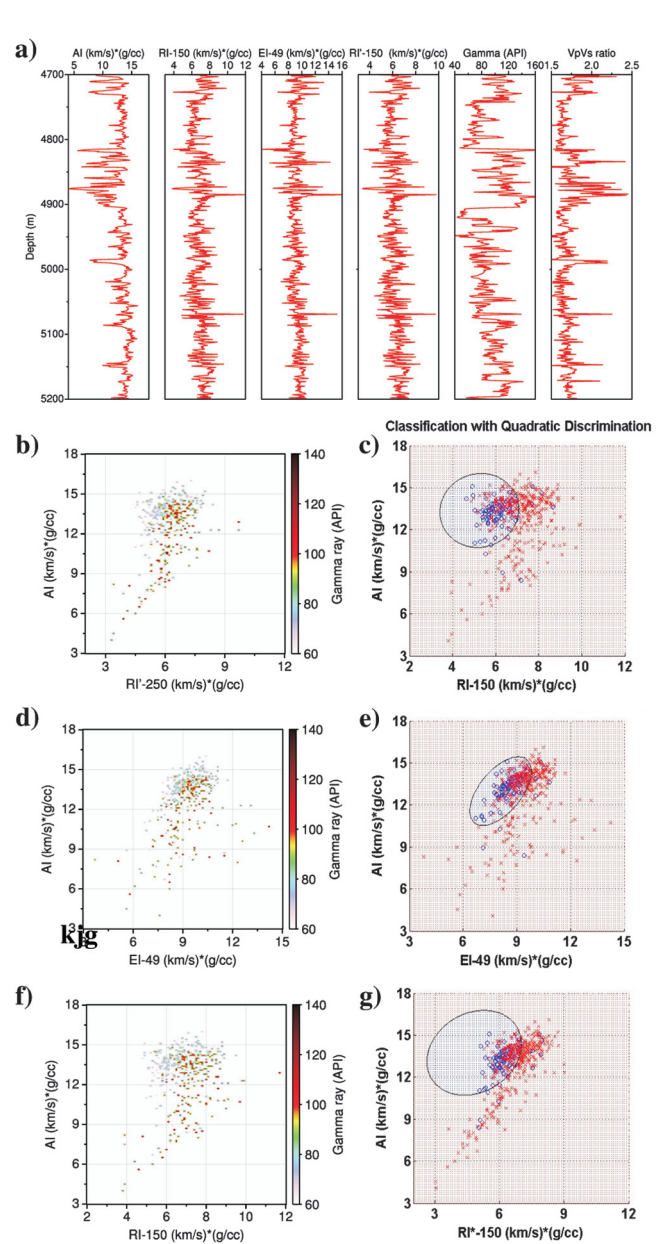 a)
AI (km/s)*(g/cc) RI-150 (km/s)*(g/cc) EI-49 (km/s)*(g/cc) RI'-150 (km/s)*(g/cc) Gamma (API) VpVs ratio
5 10 15 4 6 8 10 12 4 6 8 10 12 14 16 4 6 8 10 40 80 120 160 1.5 2.0 2.5
4700
4800
4900
5000
5100
5200
Depth (m)
Classification with Quadratic Discrimination
b)
18
15
12
9
6
3
AI (km/s)*(g/cc)
3 6 9 12
RI'-250 (km/s)*(g/cc)
140
120
100
80
60
Gamma ray (API)
c)
18
15
12
9
6
3
AI (km/s)*(g/cc)
2 4 6 8 10 12
RI-150 (km/s)*(g/cc)
d)
18
15
12
9
6
3
AI (km/s)*(g/cc)
kjg
6 9 12 15
EI-49 (km/s)*(g/cc)
140
120
100
80
60
Gamma ray (API)
e)
18
15
12
9
6
3
AI (km/s)*(g/cc)
3 6 9 12 15
EI-49 (km/s)*(g/cc)
f)
18
15
12
9
6
3
AI (km/s)*(g/cc)
2 4 6 8 10 12
RI-150 (km/s)*(g/cc)
140
120
100
80
60
Gamma ray (API)
g)
18
15
12
9
6
3
AI (km/s)*(g/cc)
3 6 9 12
RI*-150 (km/s)*(g/cc)